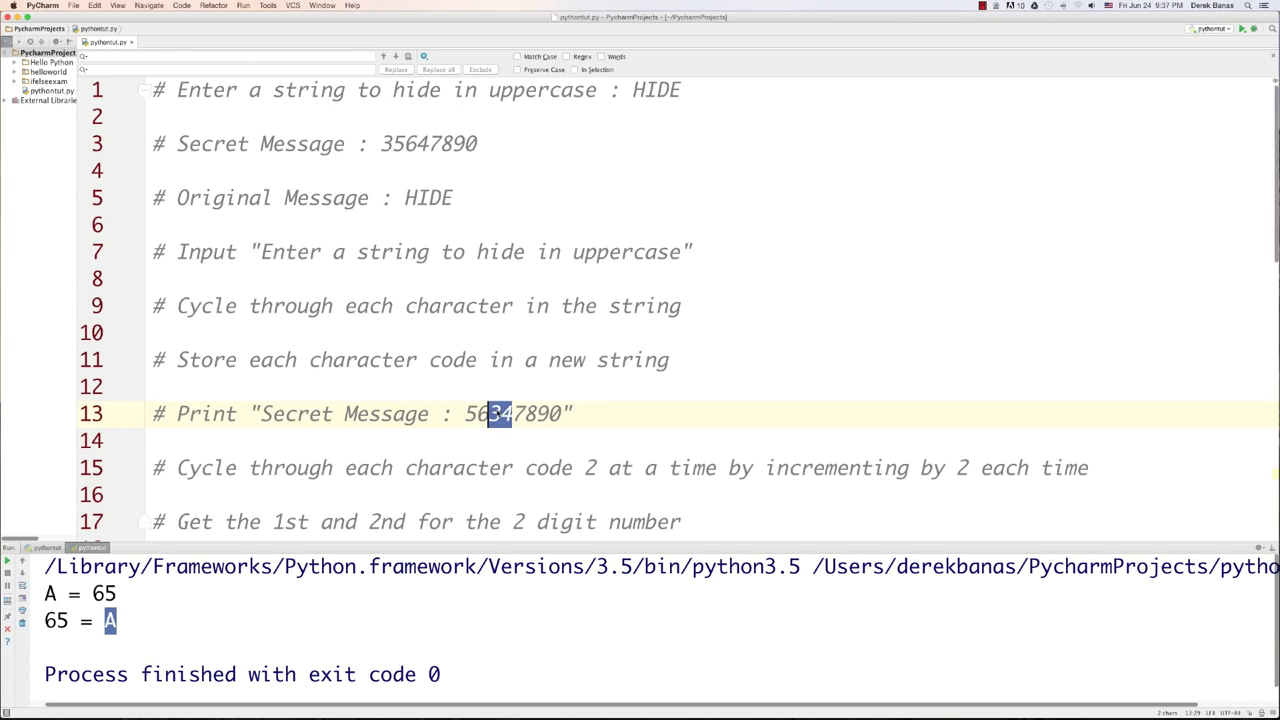 PyCharm File Edit View Navigate Code Refactor Run Tools VCS Window Help 10 Fri Jun 24 9:37 PM Derek Banas
pythontut.py - PycharmProjects - [~/PycharmProjects]
PycharmProjects pythontut.py pythontut
pythontut.py ×
PycharmProject
Hello Python
helloworld
ifelseexam
pythontut.py
External Librarie
Match Case Regex Words
Replace Replace all Exclude Preserve Case In Selection
1 # Enter a string to hide in uppercase : HIDE
2
3 # Secret Message : 35647890
4
5 # Original Message : HIDE
6
7 # Input "Enter a string to hide in uppercase"
8
9 # Cycle through each character in the string
10
11 # Store each character code in a new string
12
13 # Print "Secret Message : 56347890"
14
15 # Cycle through each character code 2 at a time by incrementing by 2 each time
16
17 # Get the 1st and 2nd for the 2 digit number
Run: pythontut pythontut
/Library/Frameworks/Python.framework/Versions/3.5/bin/python3.5 /Users/derekbanas/PycharmProjects/pytho
A = 65
65 = A
Process finished with exit code 0
2 chars 13:29 LF÷ UTF-8÷